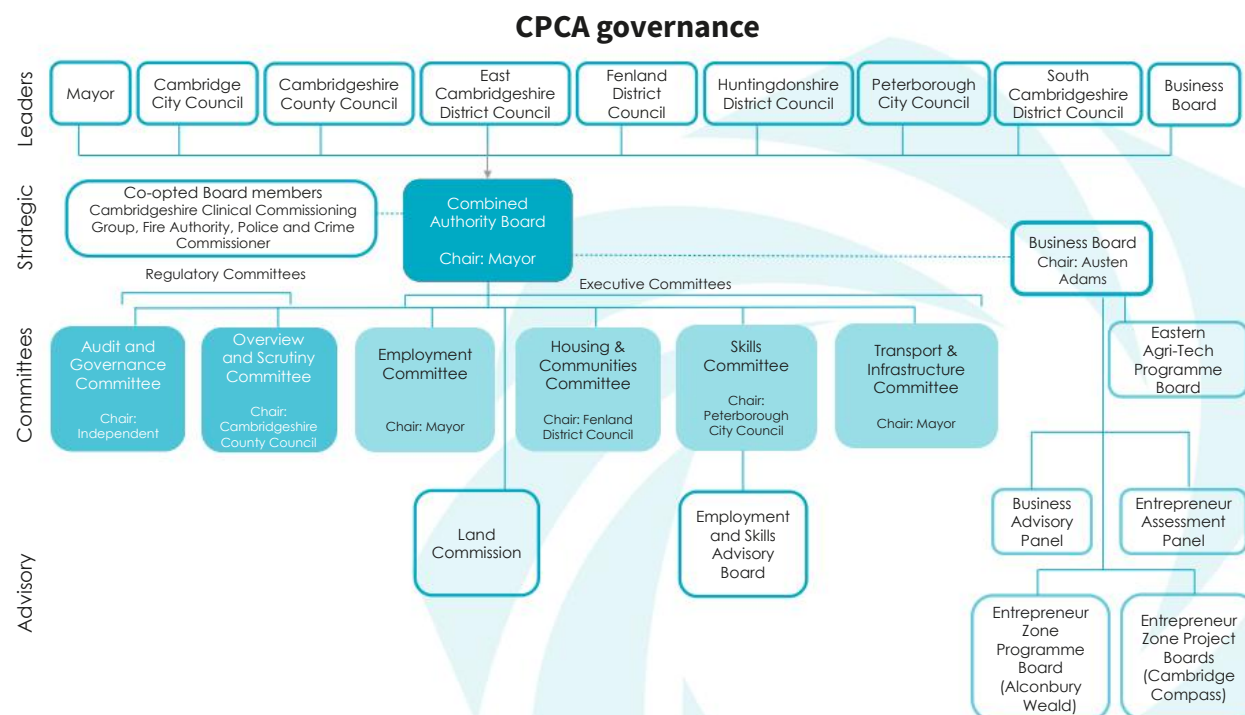 CPCA governance
Leaders
Mayor
Cambridge
City Council
Cambridgeshire
County Council
East
Cambridgeshire
District Council
Fenland
District
Council
Huntingdonshire
District Council
Peterborough
City Council
South
Cambridgeshire
District Council
Business
Board
Strategic
Co-opted Board members
Cambridgeshire Clinical Commissioning
Group, Fire Authority, Police and Crime
Commissioner
Combined
Authority Board
Chair: Mayor
Business Board
Chair: Austen
Adams
Regulatory Committees
Executive Committees
Committees
Audit and
Governance
Committee
Chair:
Independent
Overview
and Scrutiny
Committee
Chair:
Cambridgeshire
County Council
Employment
Committee
Chair: Mayor
Housing &
Communities
Committee
Chair: Fenland
District Council
Skills
Committee
Chair:
Peterborough
City Council
Transport &
Infrastructure
Committee
Chair: Mayor
Eastern
Agri-Tech
Programme
Board
Advisory
Land
Commission
Employment
and Skills
Advisory
Board
Business
Advisory
Panel
Entrepreneur
Assessment
Panel
Entrepreneur
Zone
Programme
Board
(Alconbury
Weald)
Entrepreneur
Zone Project
Boards
(Cambridge
Compass)